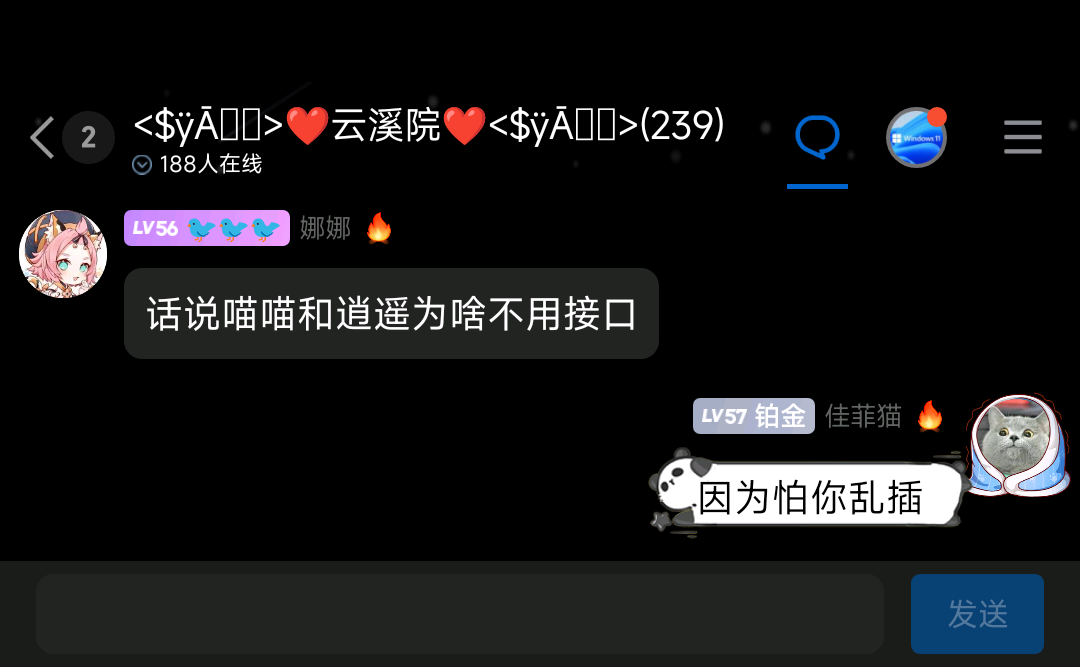 2
<$ÿĀ▯▯>❤️云溪院❤️<$ÿĀ▯▯>(239)
188人在线
Windows 11
LV56 🐦🐦🐦 娜娜 🔥
话说喵喵和逍遥为啥不用接口
LV57 铂金 佳菲猫 🔥
因为怕你乱插
发送